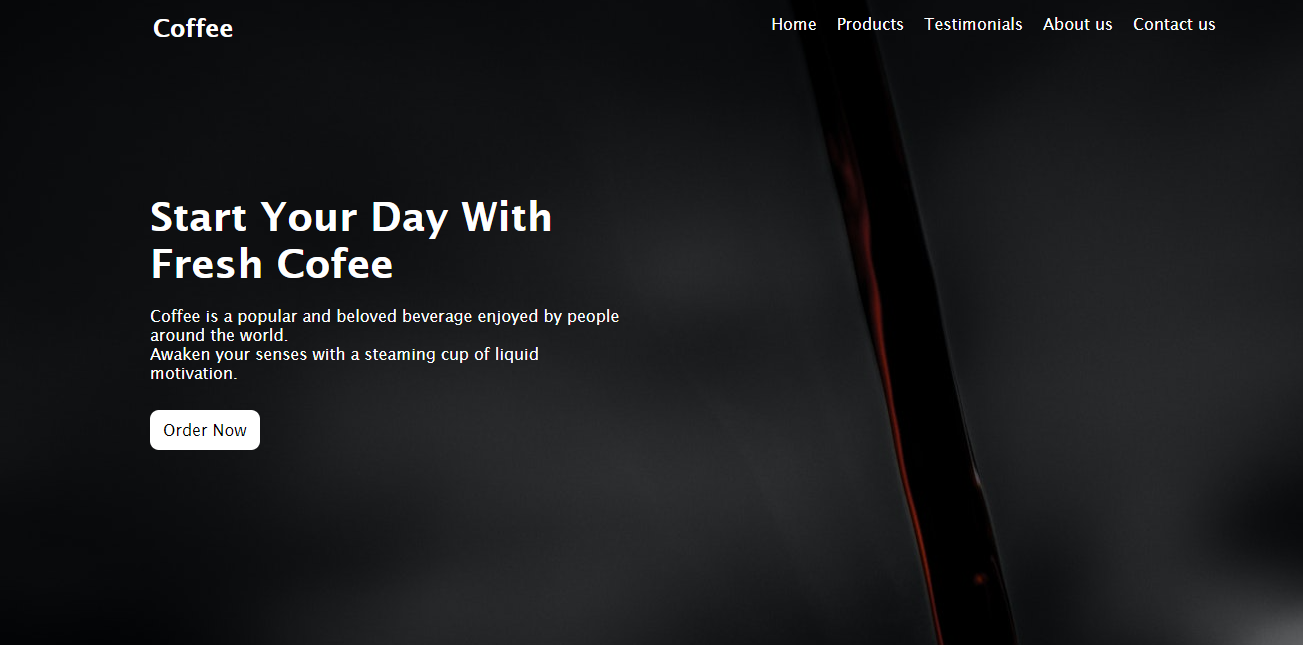 Coffee
Home Products Testimonials About us Contact us
Start Your Day With
Fresh Cofee
Coffee is a popular and beloved beverage enjoyed by people
around the world.
Awaken your senses with a steaming cup of liquid
motivation.
Order Now